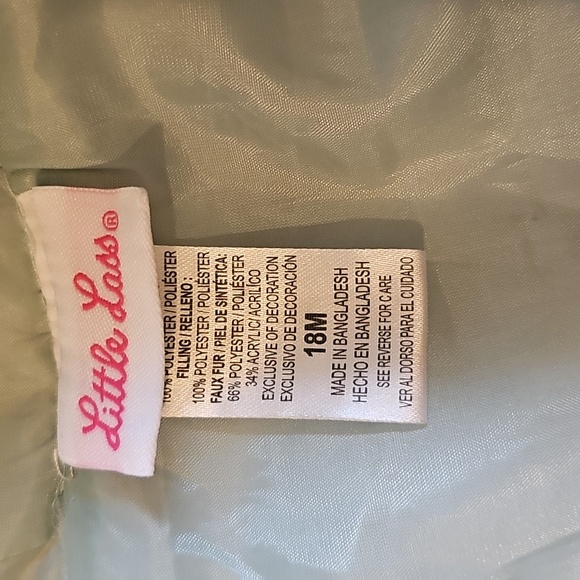 Little Lass®
100% POLYESTER / POLIÉSTER
FILLING / RELLENO :
100% POLYESTER / POLIÉSTER
FAUX FUR / PIEL DE SINTÉTICA:
66% POLYESTER / POLIÉSTER
34% ACRYLIC/ ACRÍLICO
EXCLUSIVE OF DECORATION
EXCLUSIVO DE DECORACIÓN
18M
MADE IN BANGLADESH
HECHO EN BANGLADESH
SEE REVERSE FOR CARE
VER AL DORSO PARA EL CUIDADO